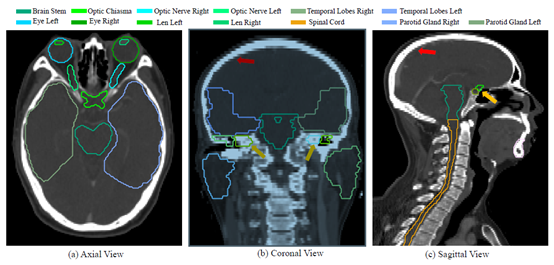 Brain Stem Optic Chiasma Optic Nerve Right Optic Nerve Left Temporal Lobes Right Temporal Lobes Left
Eye Left Eye Right Len Left Len Right Spinal Cord Parotid Gland Right Parotid Gland Left
(a) Axial View (b) Coronal View (c) Sagittal View